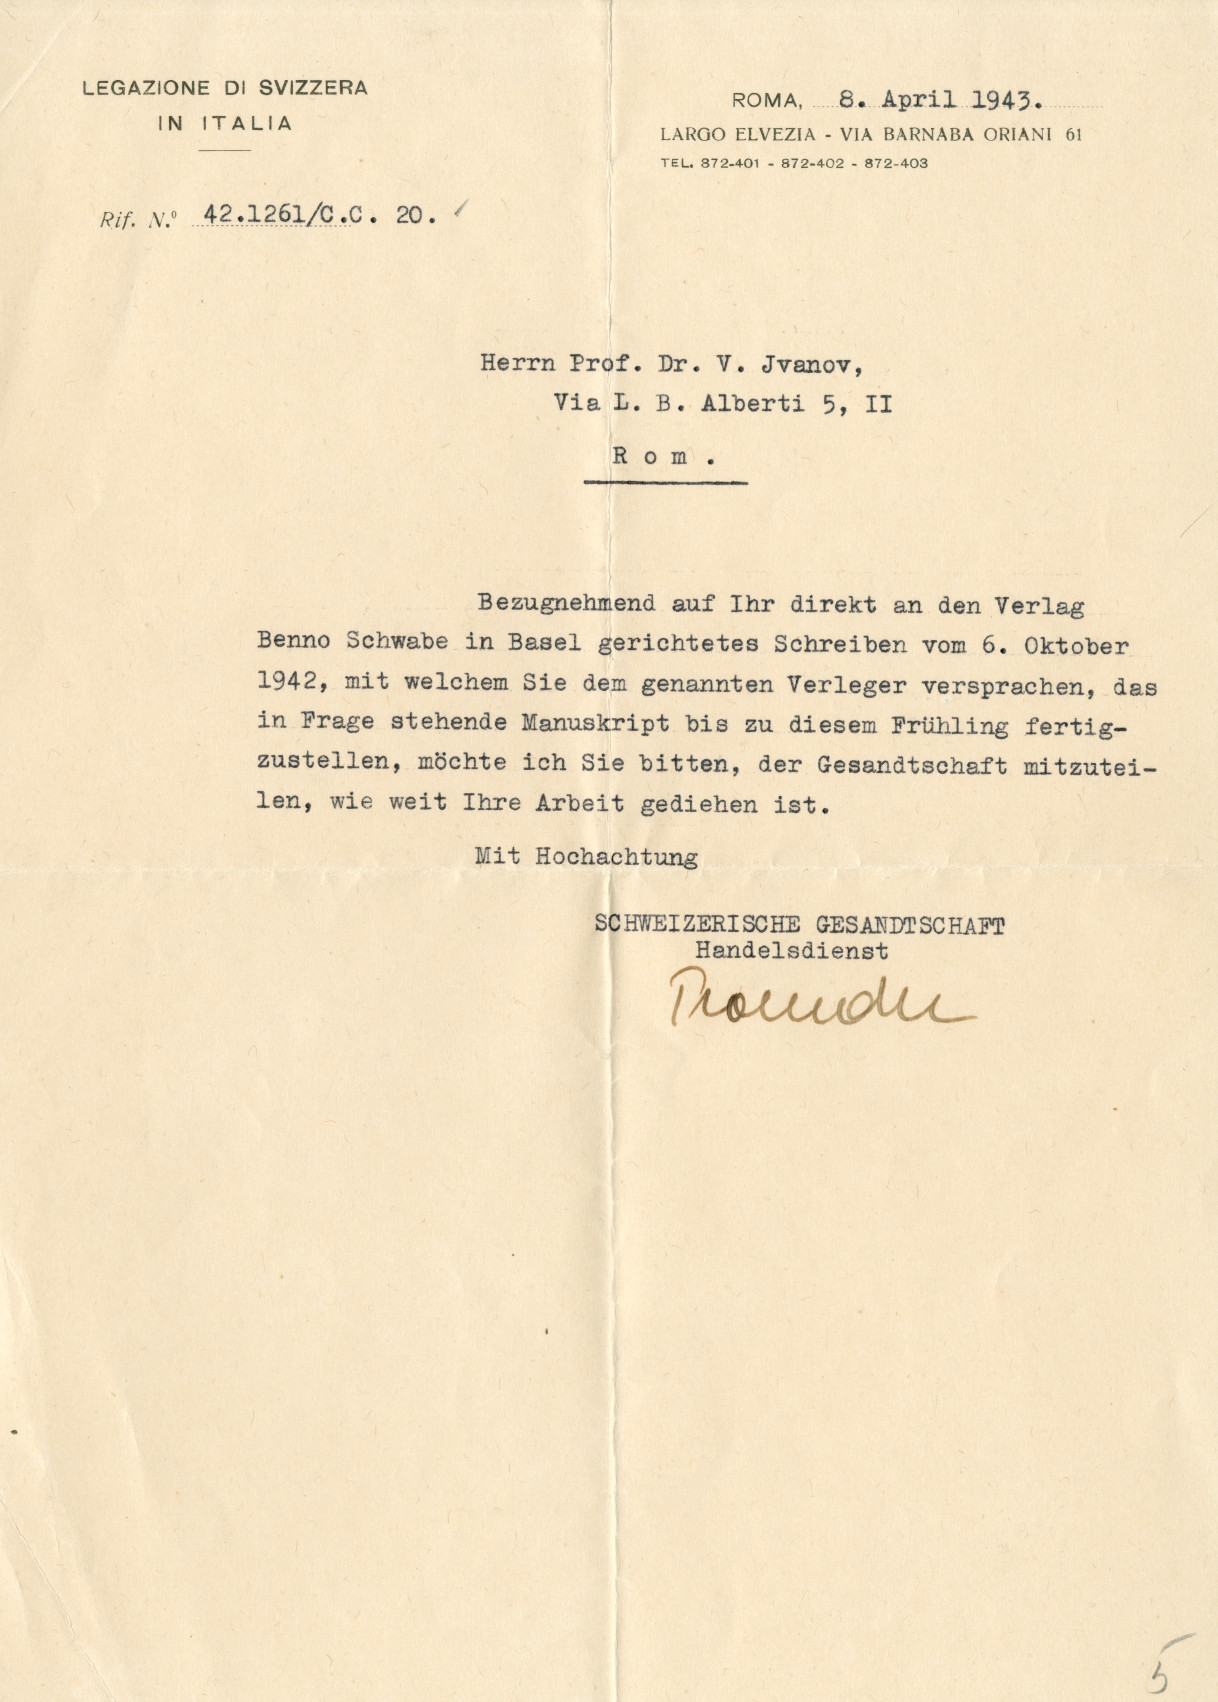 LEGAZIONE DI SVIZZERA
IN ITALIA
ROMA, 8. April 1943.
LARGO ELVEZIA - VIA BARNABA ORIANI 61
TEL. 872-401 - 872-402 - 872-403
Rif. N.º 42.1261/C.C. 20.
Herrn Prof. Dr. V. Jvanov,
Via L. B. Alberti 5, II
R o m .
Bezugnehmend auf Ihr direkt an den Verlag
Benno Schwabe in Basel gerichtetes Schreiben vom 6. Oktober
1942, mit welchem Sie dem genannten Verleger versprachen, das
in Frage stehende Manuskript bis zu diesem Frühling fertig-
zustellen, möchte ich Sie bitten, der Gesandtschaft mitzutei-
len, wie weit Ihre Arbeit gediehen ist.
Mit Hochachtung
SCHWEIZERISCHE GESANDTSCHAFT
Handelsdienst
5